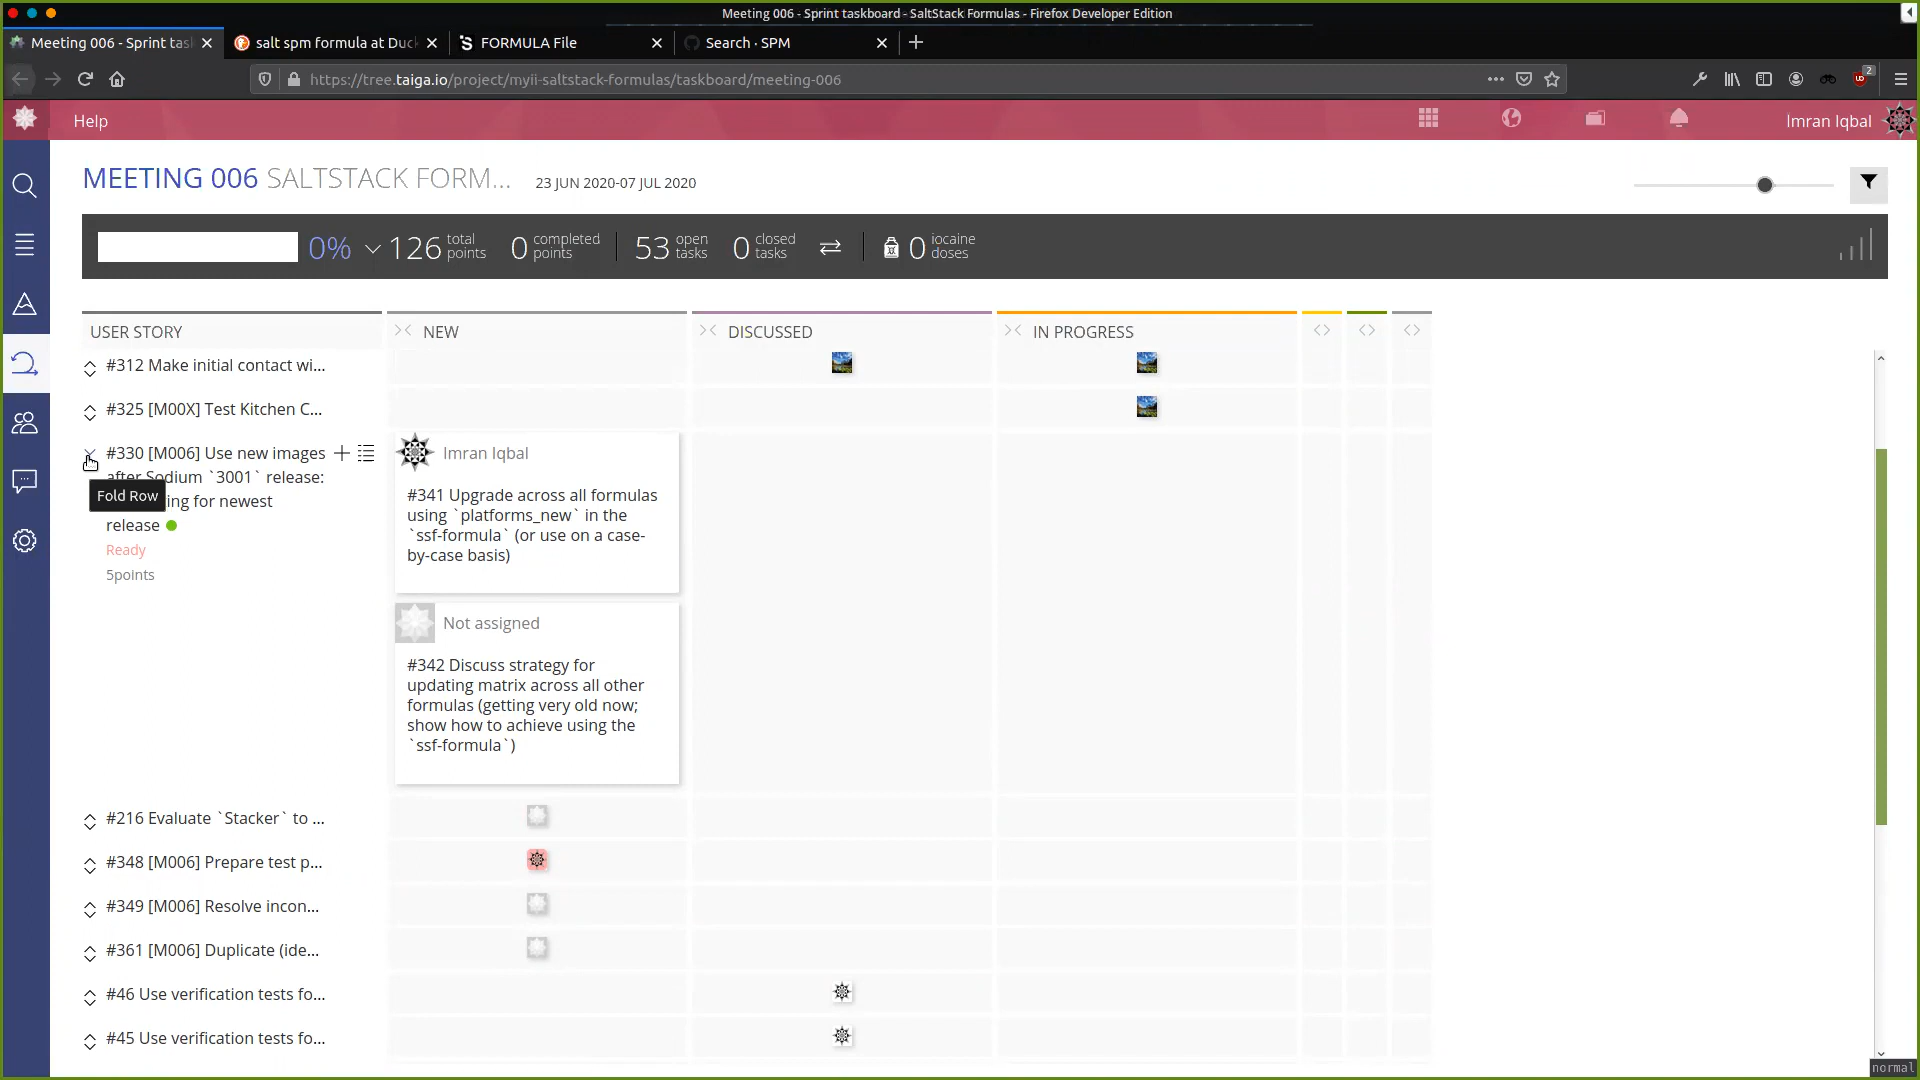 Meeting 006 - Sprint taskboard - SaltStack Formulas - Firefox Developer Edition
Meeting 006 - Sprint tas
salt spm formula at Duc
FORMULA File
Search · SPM
https://tree.taiga.io/project/myii-saltstack-formulas/taskboard/meeting-006
2
Help
Imran Iqbal
MEETING 006 SALTSTACK FORM... 23 JUN 2020-07 JUL 2020
0% 126 total points 0 completed points 53 open tasks 0 closed tasks 0 iocaine doses
USER STORY
NEW
DISCUSSED
IN PROGRESS
#312 Make initial contact wi...
#325 [M00X] Test Kitchen C...
#330 [M006] Use new images
after Sodium `3001` release:
ing for newest
release
Fold Row
Ready
5points
Imran Iqbal
#341 Upgrade across all formulas
using `platforms_new` in the
`ssf-formula` (or use on a case-
by-case basis)
Not assigned
#342 Discuss strategy for
updating matrix across all other
formulas (getting very old now;
show how to achieve using the
`ssf-formula`)
#216 Evaluate `Stacker` to ...
#348 [M006] Prepare test p...
#349 [M006] Resolve incon...
#361 [M006] Duplicate (ide...
#46 Use verification tests fo...
#45 Use verification tests fo...
normal